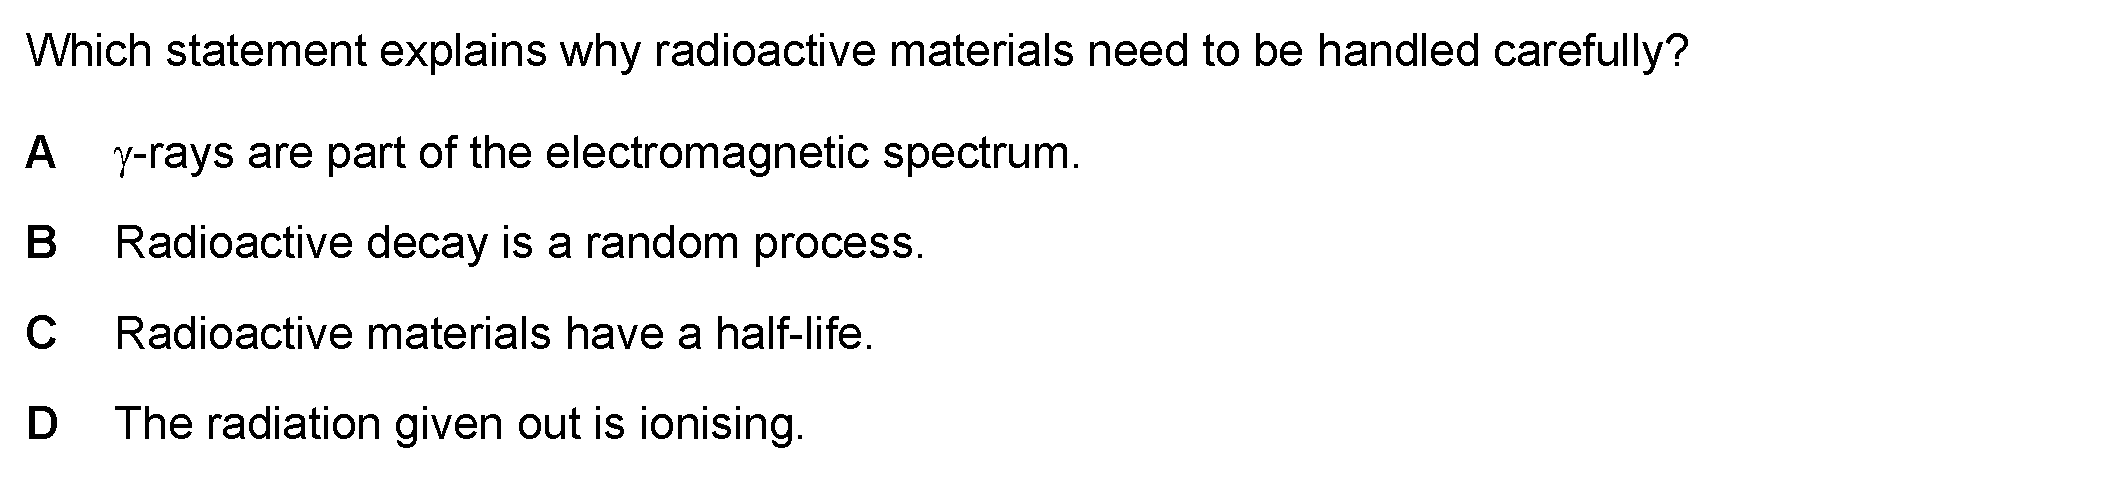 Which statement explains why radioactive materials need to be handled carefully?
A γ-rays are part of the electromagnetic spectrum.
B Radioactive decay is a random process.
C Radioactive materials have a half-life.
D The radiation given out is ionising.